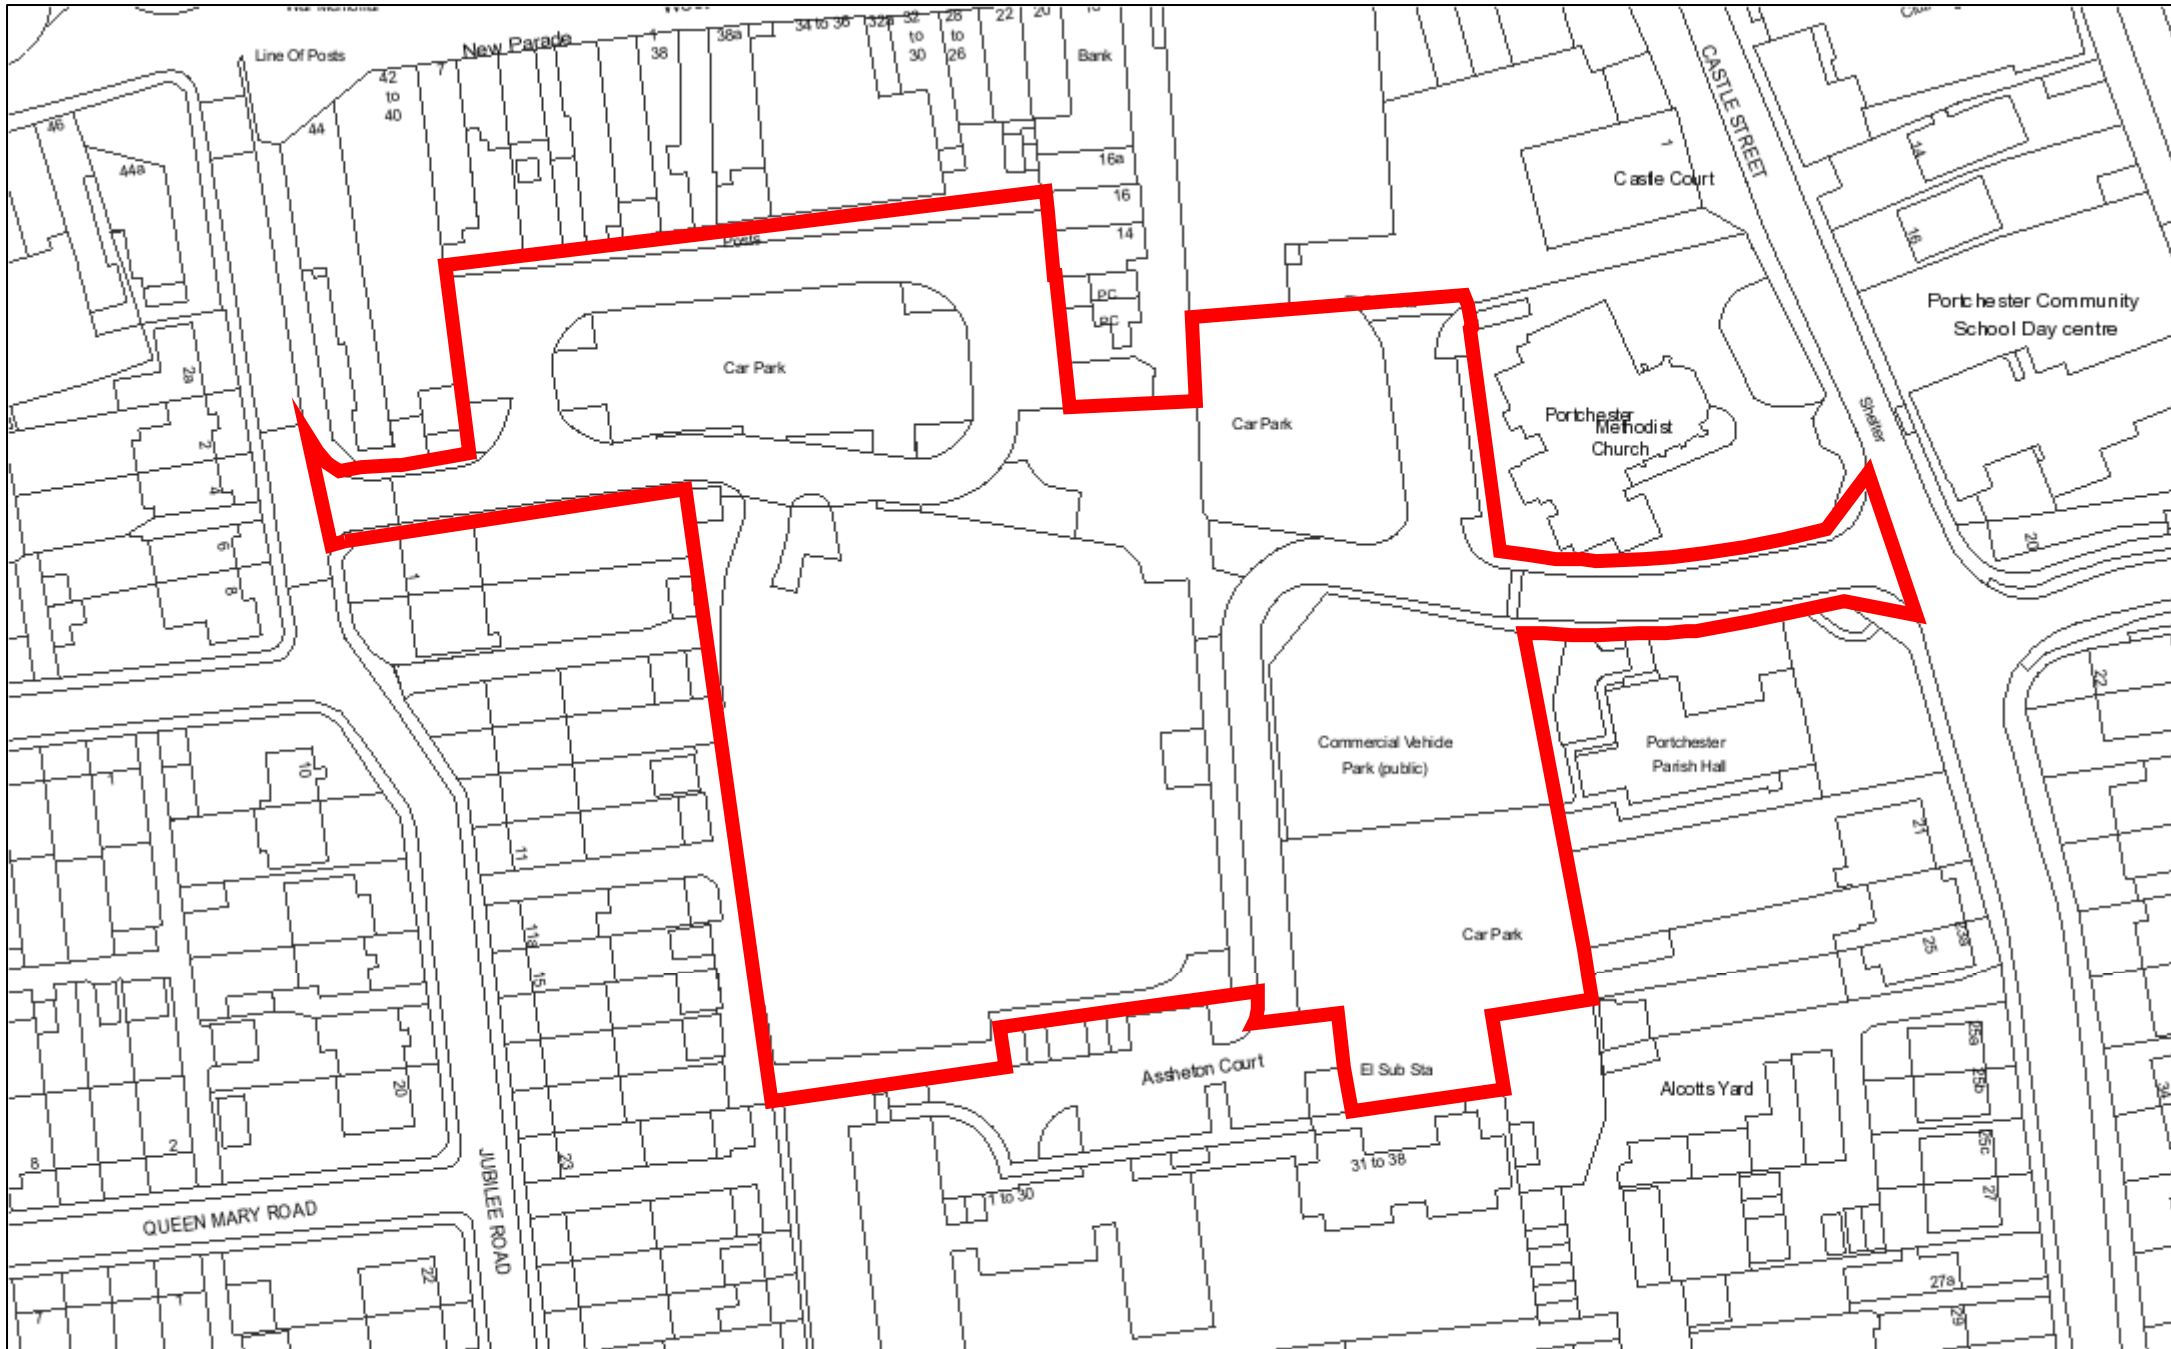 Line Of Posts
New Parade
42
to
40
7
1
38
38a
34 to 36
32a
32
to
30
28
to
26
22
20
Bank
CASTLE STREET
46
44a
44
16a
16
14
1
Castle Court
14
16
Posts
PC
PC
Portchester Community
School Day centre
Car Park
2a
2
4
6
8
Car Park
Portchester
Methodist
Church
Shelter
20
1
22
Commercial Vehicle
Park (public)
Portchester
Parish Hall
10
11
21
11a
15
Car Park
23a
25
25a
25b
25c
Assheton Court
El Sub Sta
Alcotts Yard
34
20
2
8
23
31 to 38
1 to 30
27
QUEEN MARY ROAD
JUBILEE ROAD
22
27a
29
7